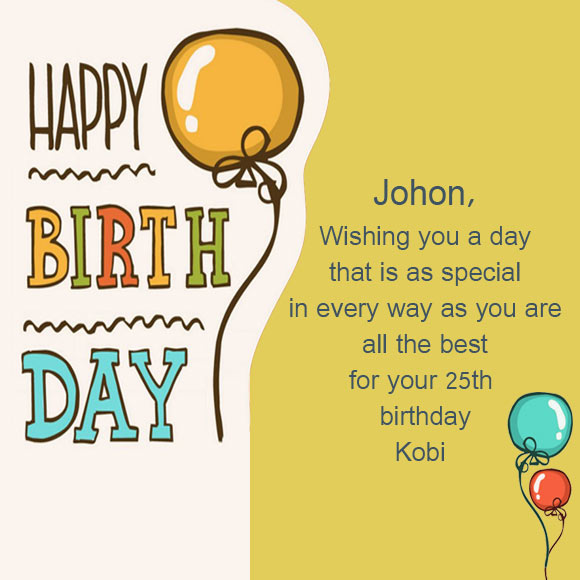 HAPPY
BIRTH
DAY
Johon,
Wishing you a day
that is as special
in every way as you are
all the best
for your 25th
birthday
Kobi